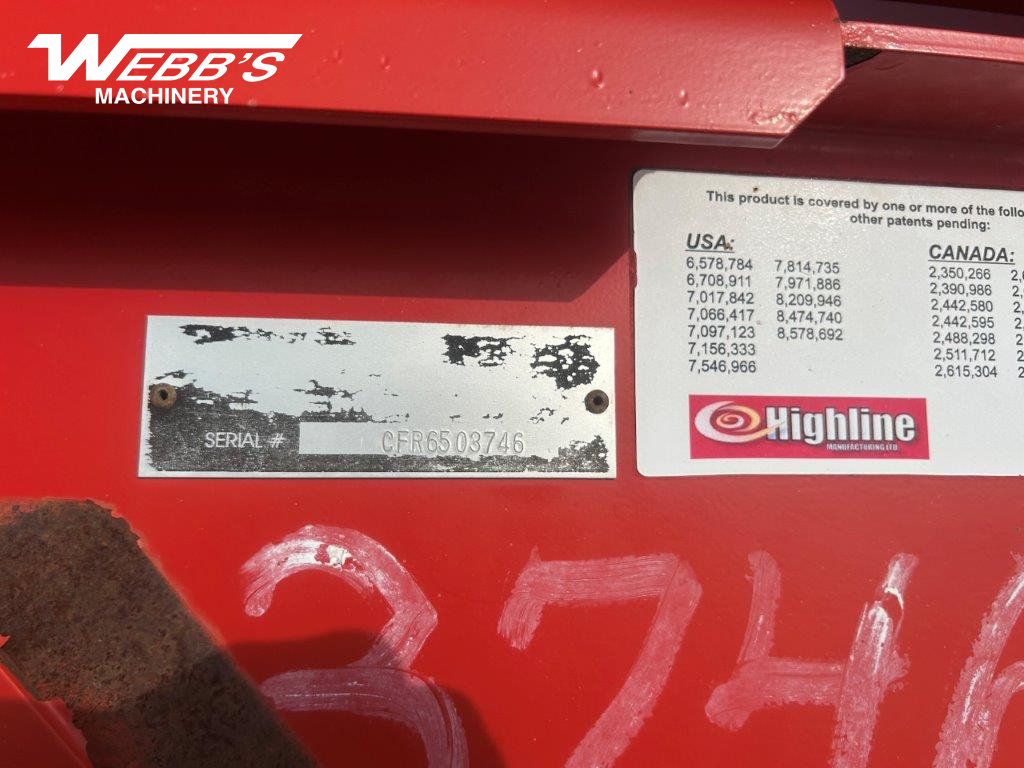 WEBB'S
MACHINERY
This product is covered by one or more of the follo
other patents pending:
USA:
6,578,784 7,814,735
6,708,911 7,971,886
7,017,842 8,209,946
7,066,417 8,474,740
7,097,123 8,578,692
7,156,333
7,546,966
CANADA:
2,350,266
2,390,986
2,442,580
2,442,595
2,488,298
2,511,712
2,615,304
Highline
MANUFACTURING LTD.
SERIAL # CFR6503746
3746